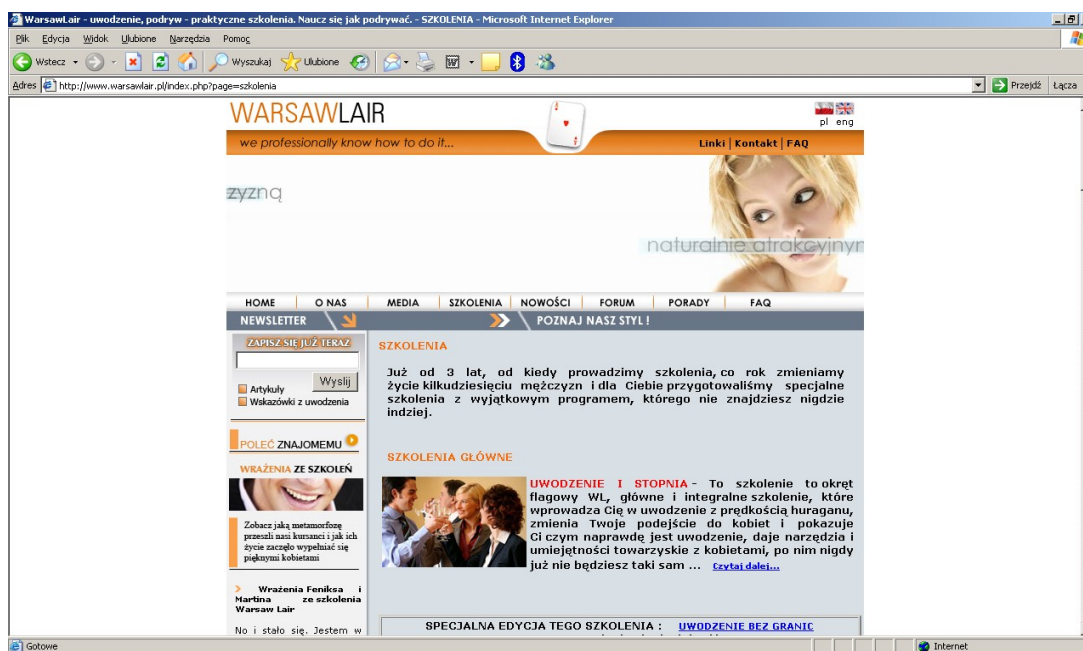 WarsawLair - uwodzenie, podryw - praktyczne szkolenia. Naucz się jak podrywać. - SZKOLENIA - Microsoft Internet Explorer
Plik Edycja Widok Ulubione Narzędzia Pomoc
Wstecz Wyszukaj Ulubione
Adres http://www.warsawlair.pl/index.php?page=szkolenia Przejdź Łącza
WARSAWLAIR
pl eng
we professionally know how to do it...
Linki | Kontakt | FAQ
zyzną
naturalnie atrakcyjnym
HOME O NAS MEDIA SZKOLENIA NOWOŚCI FORUM PORADY FAQ
NEWSLETTER POZNAJ NASZ STYL !
ZAPISZ SIĘ JUŻ TERAZ
Wyslij
Artykuły
Wskazówki z uwodzenia
POLEĆ ZNAJOMEMU
WRAŻENIA ZE SZKOLEŃ
Zobacz jaką metamorfozę
przeszli nasi kursanci i jak ich
życie zaczęło wypełniać się
pięknymi kobietami
Wrażenia Feniksa i
Martina ze szkolenia
Warsaw Lair
No i stało się. Jestem w
SZKOLENIA
Już od 3 lat, od kiedy prowadzimy szkolenia, co rok zmieniamy
życie kilkudziesięciu mężczyzn i dla Ciebie przygotowaliśmy specjalne
szkolenia z wyjątkowym programem, którego nie znajdziesz nigdzie
indziej.
SZKOLENIA GŁÓWNE
UWODZENIE I STOPNIA - To szkolenie to okręt
flagowy WL, główne i integralne szkolenie, które
wprowadza Cię w uwodzenie z prędkością huraganu,
zmienia Twoje podejście do kobiet i pokazuje
Ci czym naprawdę jest uwodzenie, daje narzędzia i
umiejętności towarzyskie z kobietami, po nim nigdy
już nie będziesz taki sam ... Czytaj dalej...
SPECJALNA EDYCJA TEGO SZKOLENIA : UWODZENIE BEZ GRANIC
Gotowe Internet